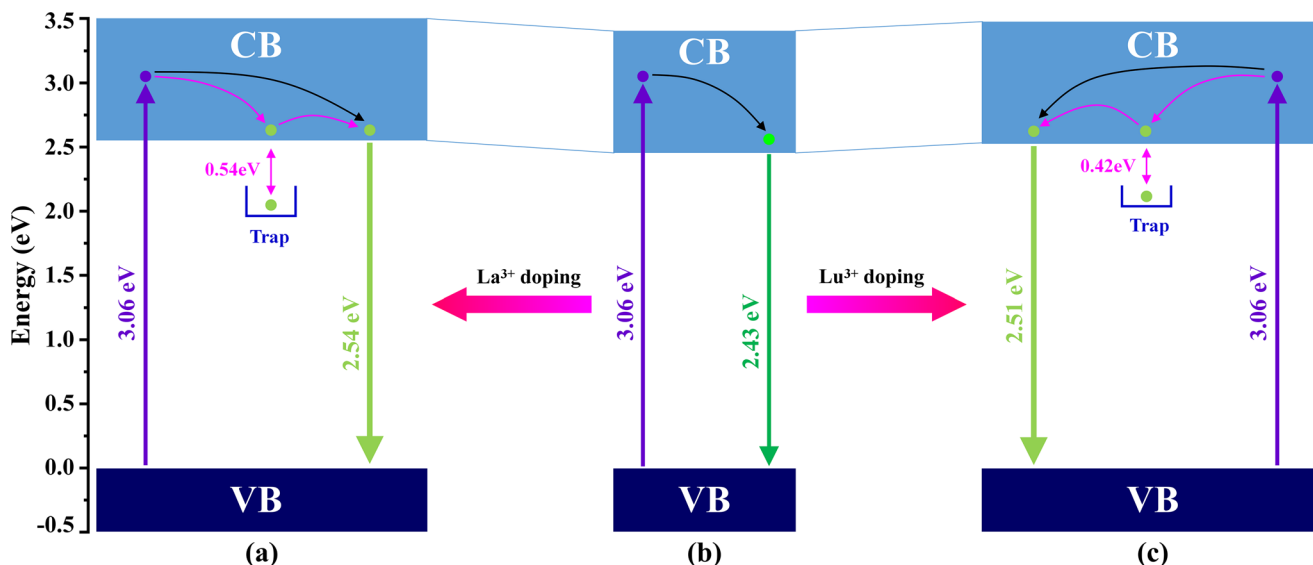 Energy (eV)
3.5
3.0
2.5
2.0
1.5
1.0
0.5
0.0
-0.5
CB
0.54eV
Trap
3.06 eV
2.54 eV
VB
(a)
La³⁺ doping
CB
3.06 eV
2.43 eV
VB
(b)
Lu³⁺ doping
CB
0.42eV
Trap
2.51 eV
3.06 eV
VB
(c)